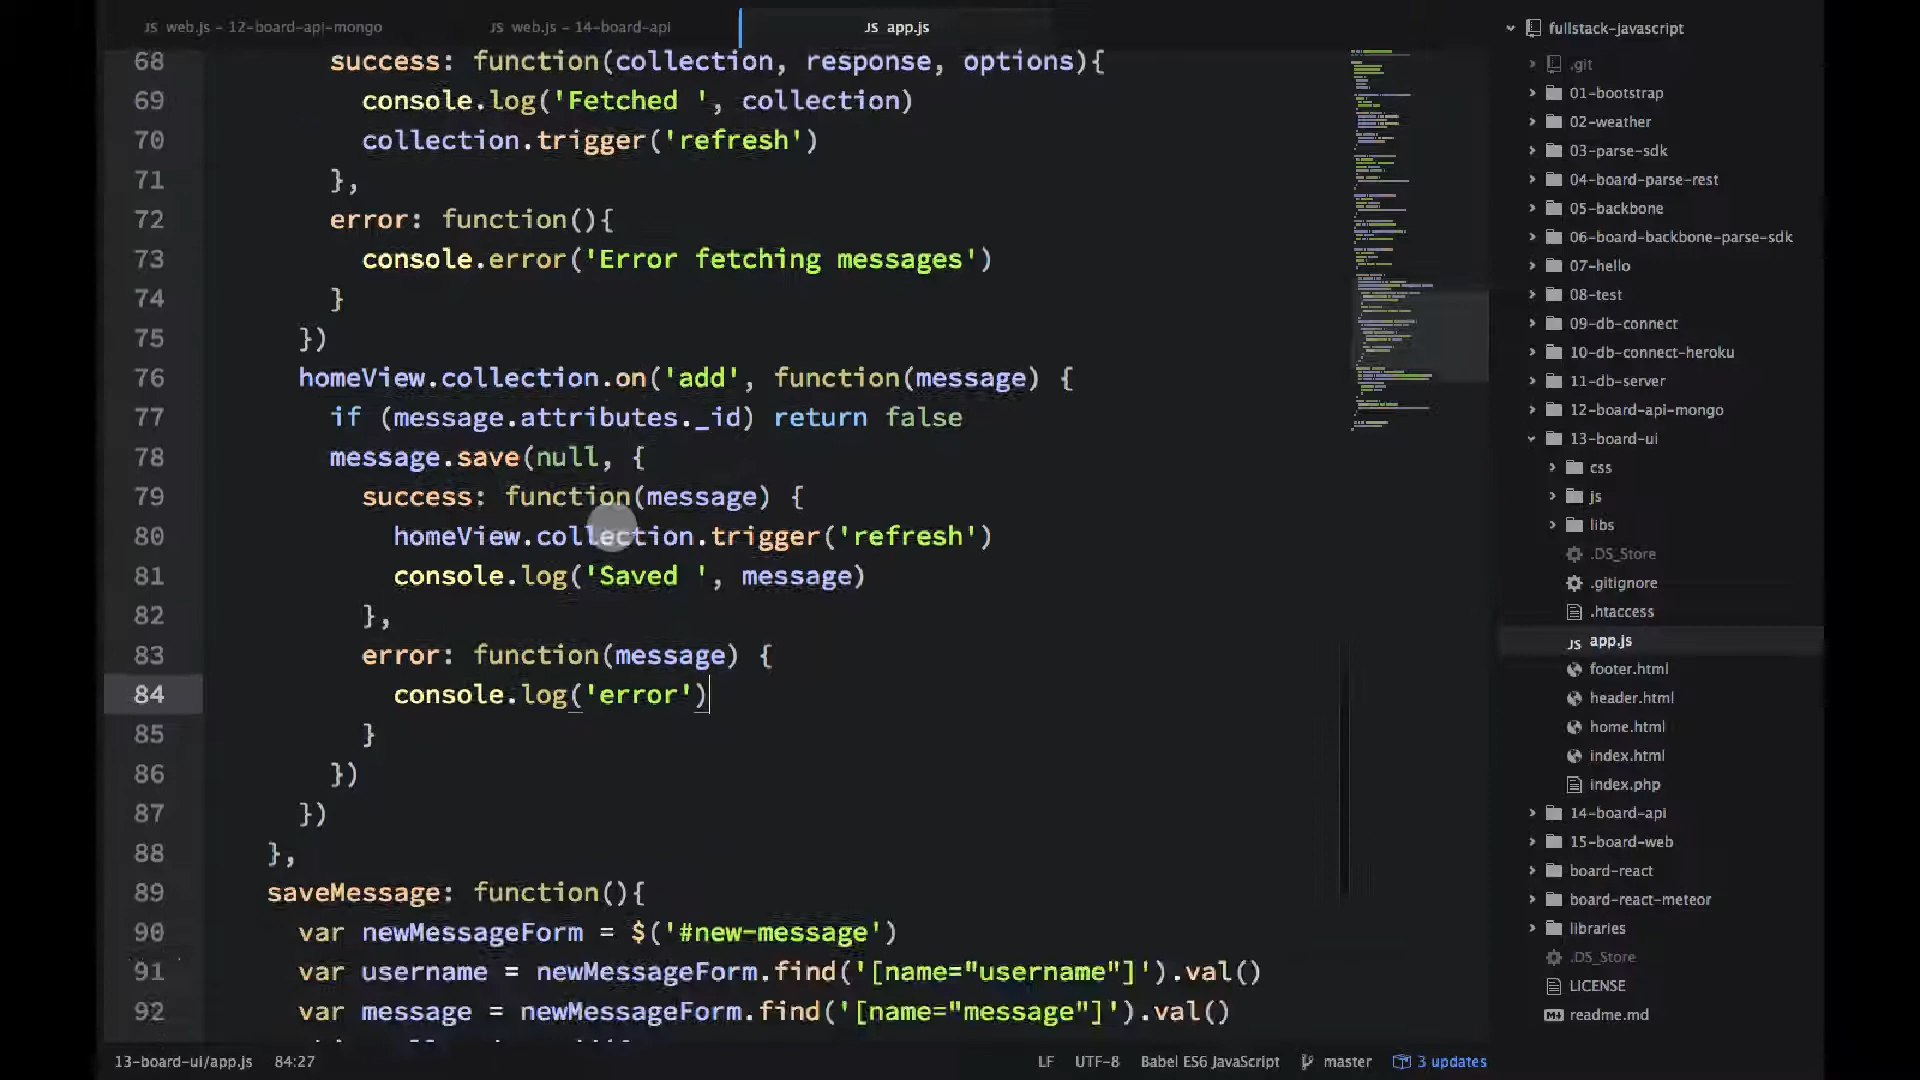 JS web.js – 12-board-api-mongo
JS web.js – 14-board-api
JS app.js
68 success: function(collection, response, options){
69 console.log('Fetched ', collection)
70 collection.trigger('refresh')
71 },
72 error: function(){
73 console.error('Error fetching messages')
74 }
75 })
76 homeView.collection.on('add', function(message) {
77 if (message.attributes._id) return false
78 message.save(null, {
79 success: function(message) {
80 homeView.collection.trigger('refresh')
81 console.log('Saved ', message)
82 },
83 error: function(message) {
84 console.log('error')
85 }
86 })
87 })
88 },
89 saveMessage: function(){
90 var newMessageForm = $('#new-message')
91 var username = newMessageForm.find('[name="username"]').val()
92 var message = newMessageForm.find('[name="message"]').val()
fullstack-javascript
.git
01-bootstrap
02-weather
03-parse-sdk
04-board-parse-rest
05-backbone
06-board-backbone-parse-sdk
07-hello
08-test
09-db-connect
10-db-connect-heroku
11-db-server
12-board-api-mongo
13-board-ui
css
js
libs
.DS_Store
.gitignore
.htaccess
JS app.js
footer.html
header.html
home.html
index.html
index.php
14-board-api
15-board-web
board-react
board-react-meteor
libraries
.DS_Store
LICENSE
readme.md
13-board-ui/app.js 84:27
LF UTF-8 Babel ES6 JavaScript master 3 updates